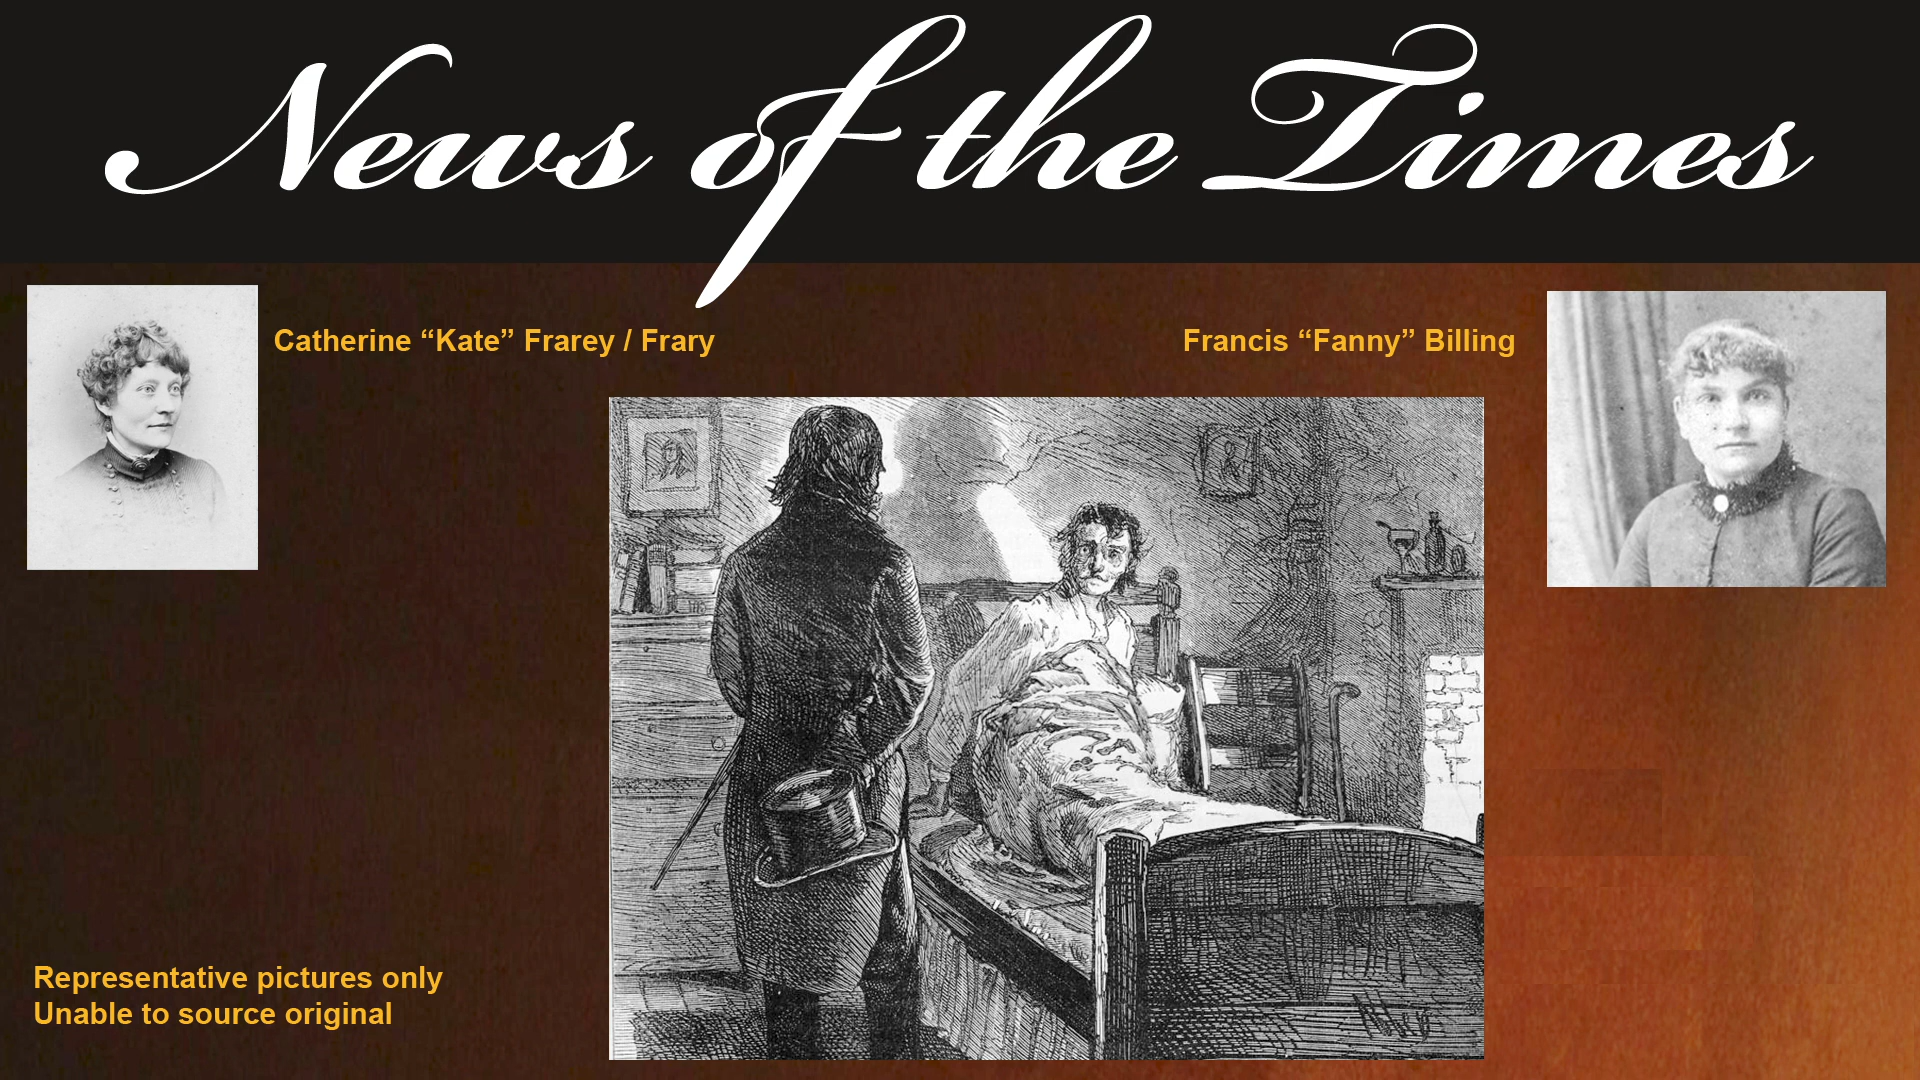 News of the Times
Catherine “Kate” Frarey / Frary
Francis “Fanny” Billing
Representative pictures only
Unable to source original